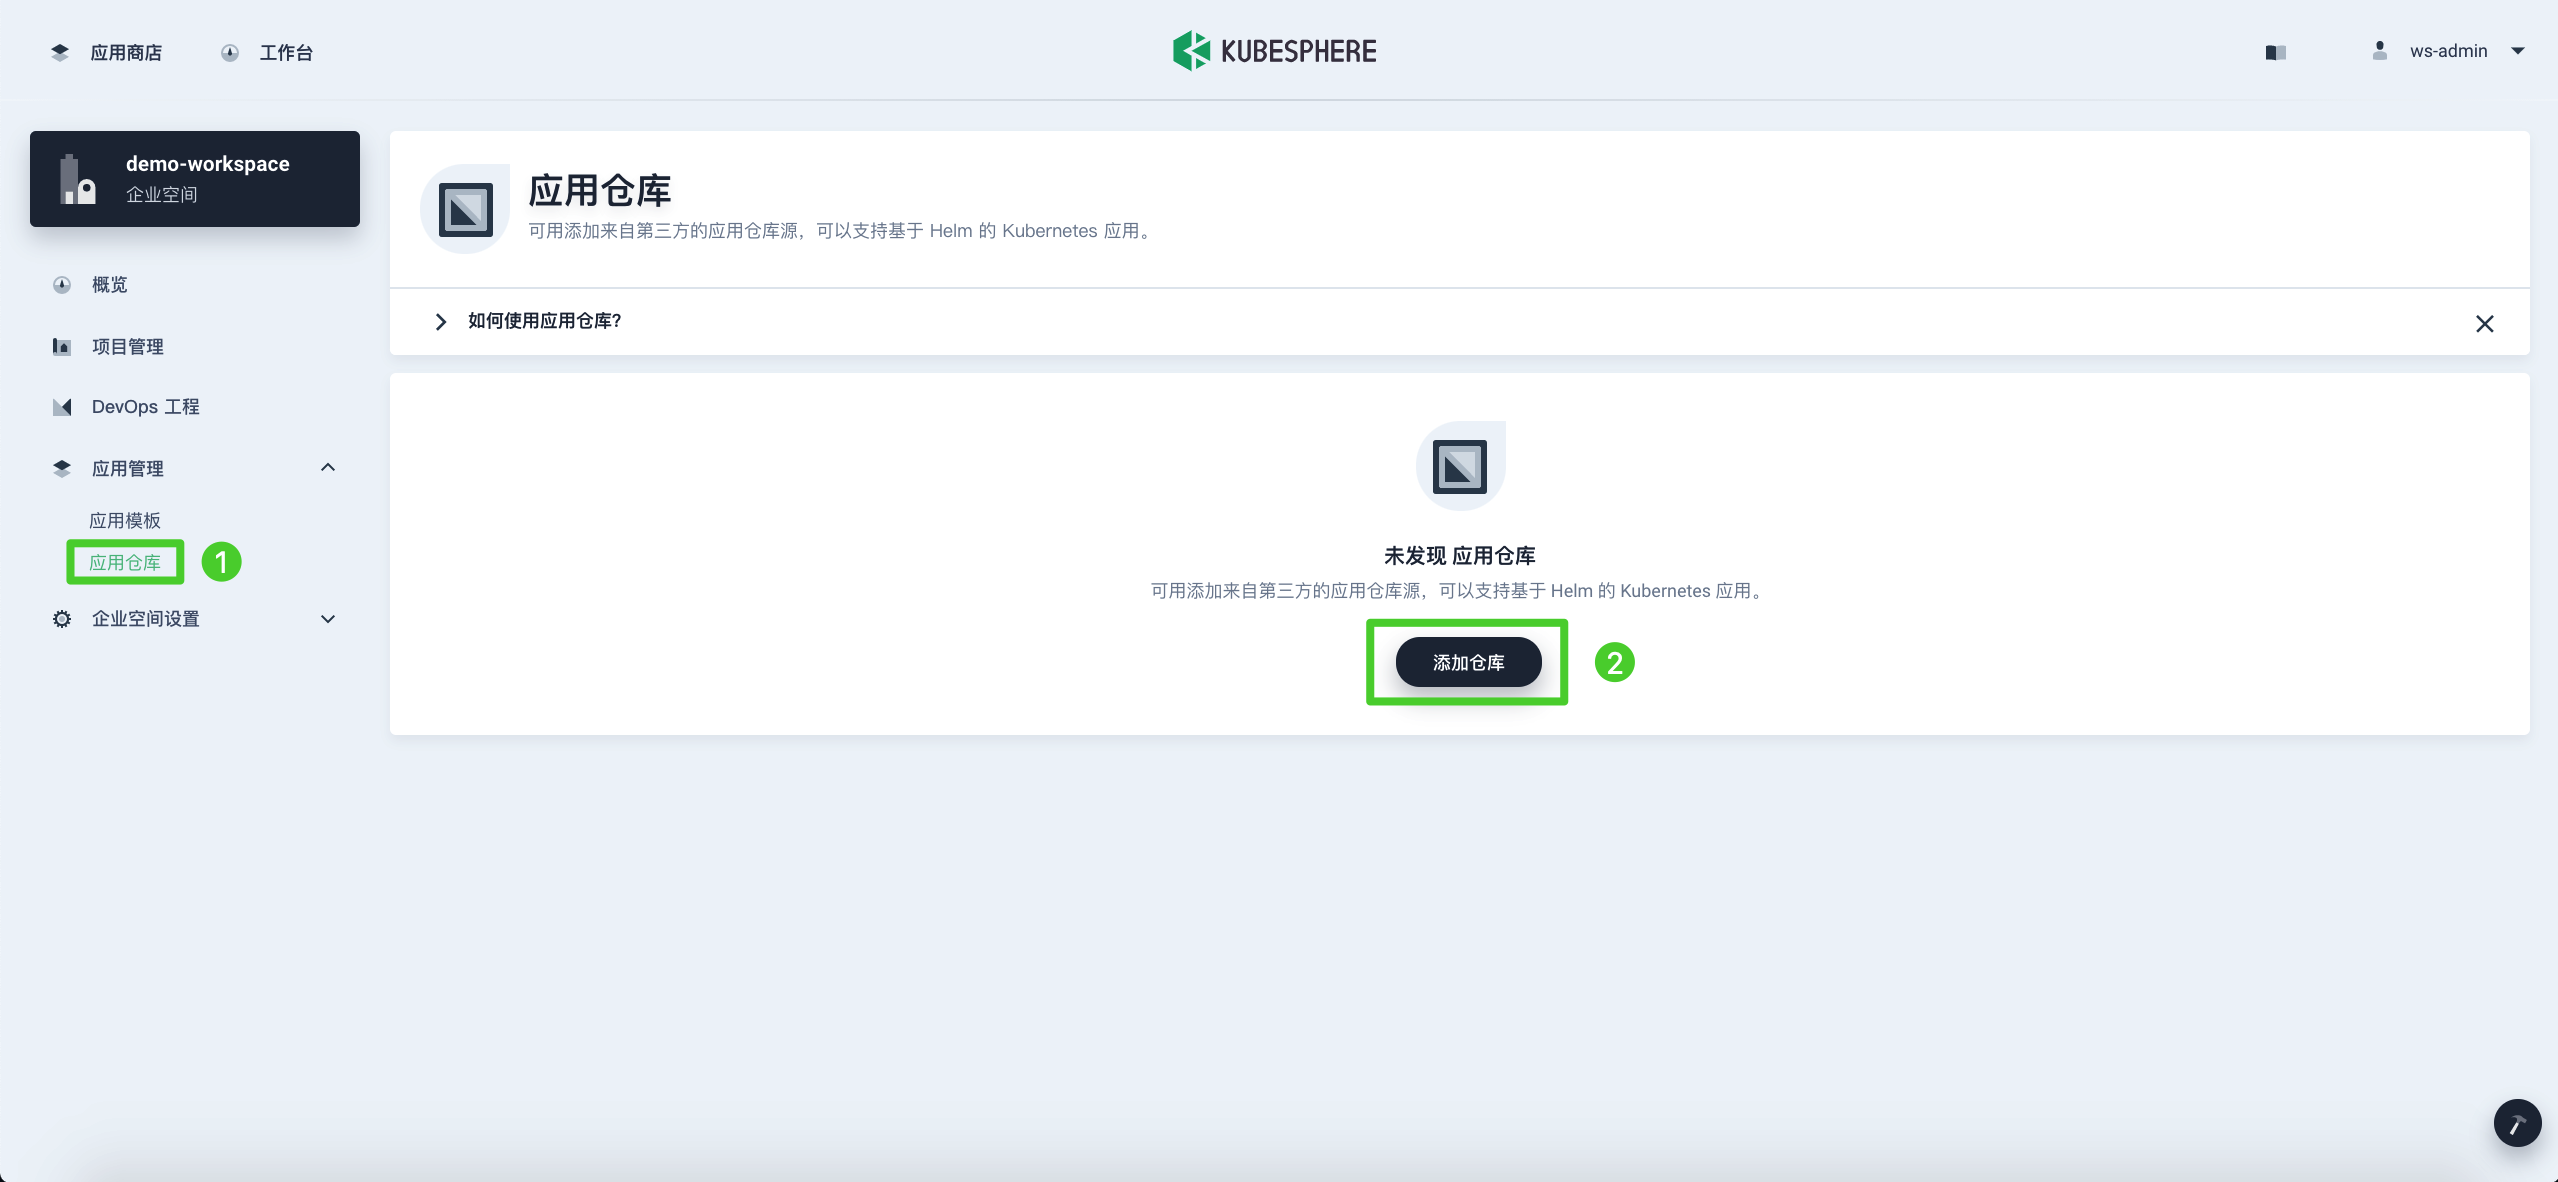 应用商店
工作台
KUBESPHERE
ws-admin
demo-workspace
企业空间
概览
项目管理
DevOps 工程
应用管理
应用模板
应用仓库
1
企业空间设置
应用仓库
可用添加来自第三方的应用仓库源，可以支持基于 Helm 的 Kubernetes 应用。
如何使用应用仓库?
未发现 应用仓库
可用添加来自第三方的应用仓库源，可以支持基于 Helm 的 Kubernetes 应用。
添加仓库
2